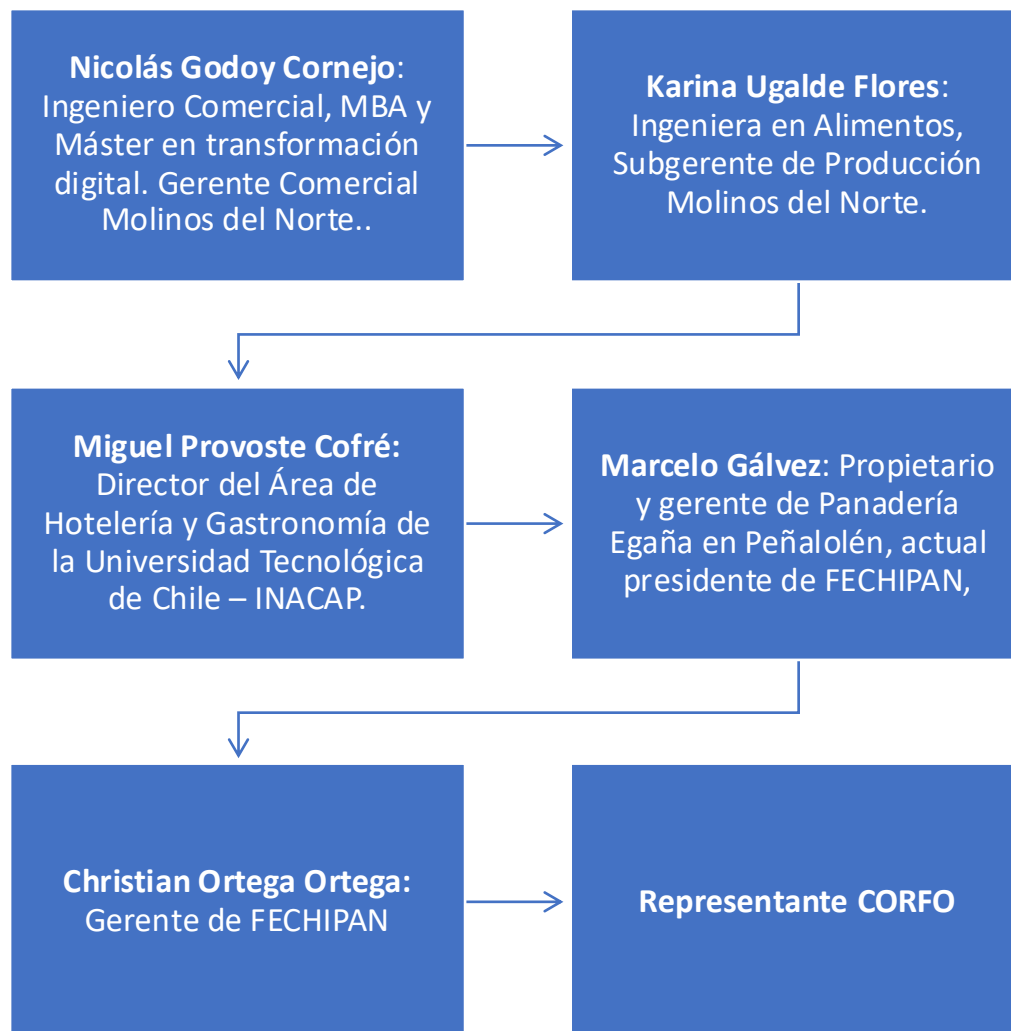 Nicolás Godoy Cornejo:
Ingeniero Comercial, MBA y
Máster en transformación
digital. Gerente Comercial
Molinos del Norte..
Karina Ugalde Flores:
Ingeniera en Alimentos,
Subgerente de Producción
Molinos del Norte.
Miguel Provoste Cofré:
Director del Área de
Hotelería y Gastronomía de
la Universidad Tecnológica
de Chile – INACAP.
Marcelo Gálvez: Propietario
y gerente de Panadería
Egaña en Peñalolén, actual
presidente de FECHIPAN,
Christian Ortega Ortega:
Gerente de FECHIPAN
Representante CORFO